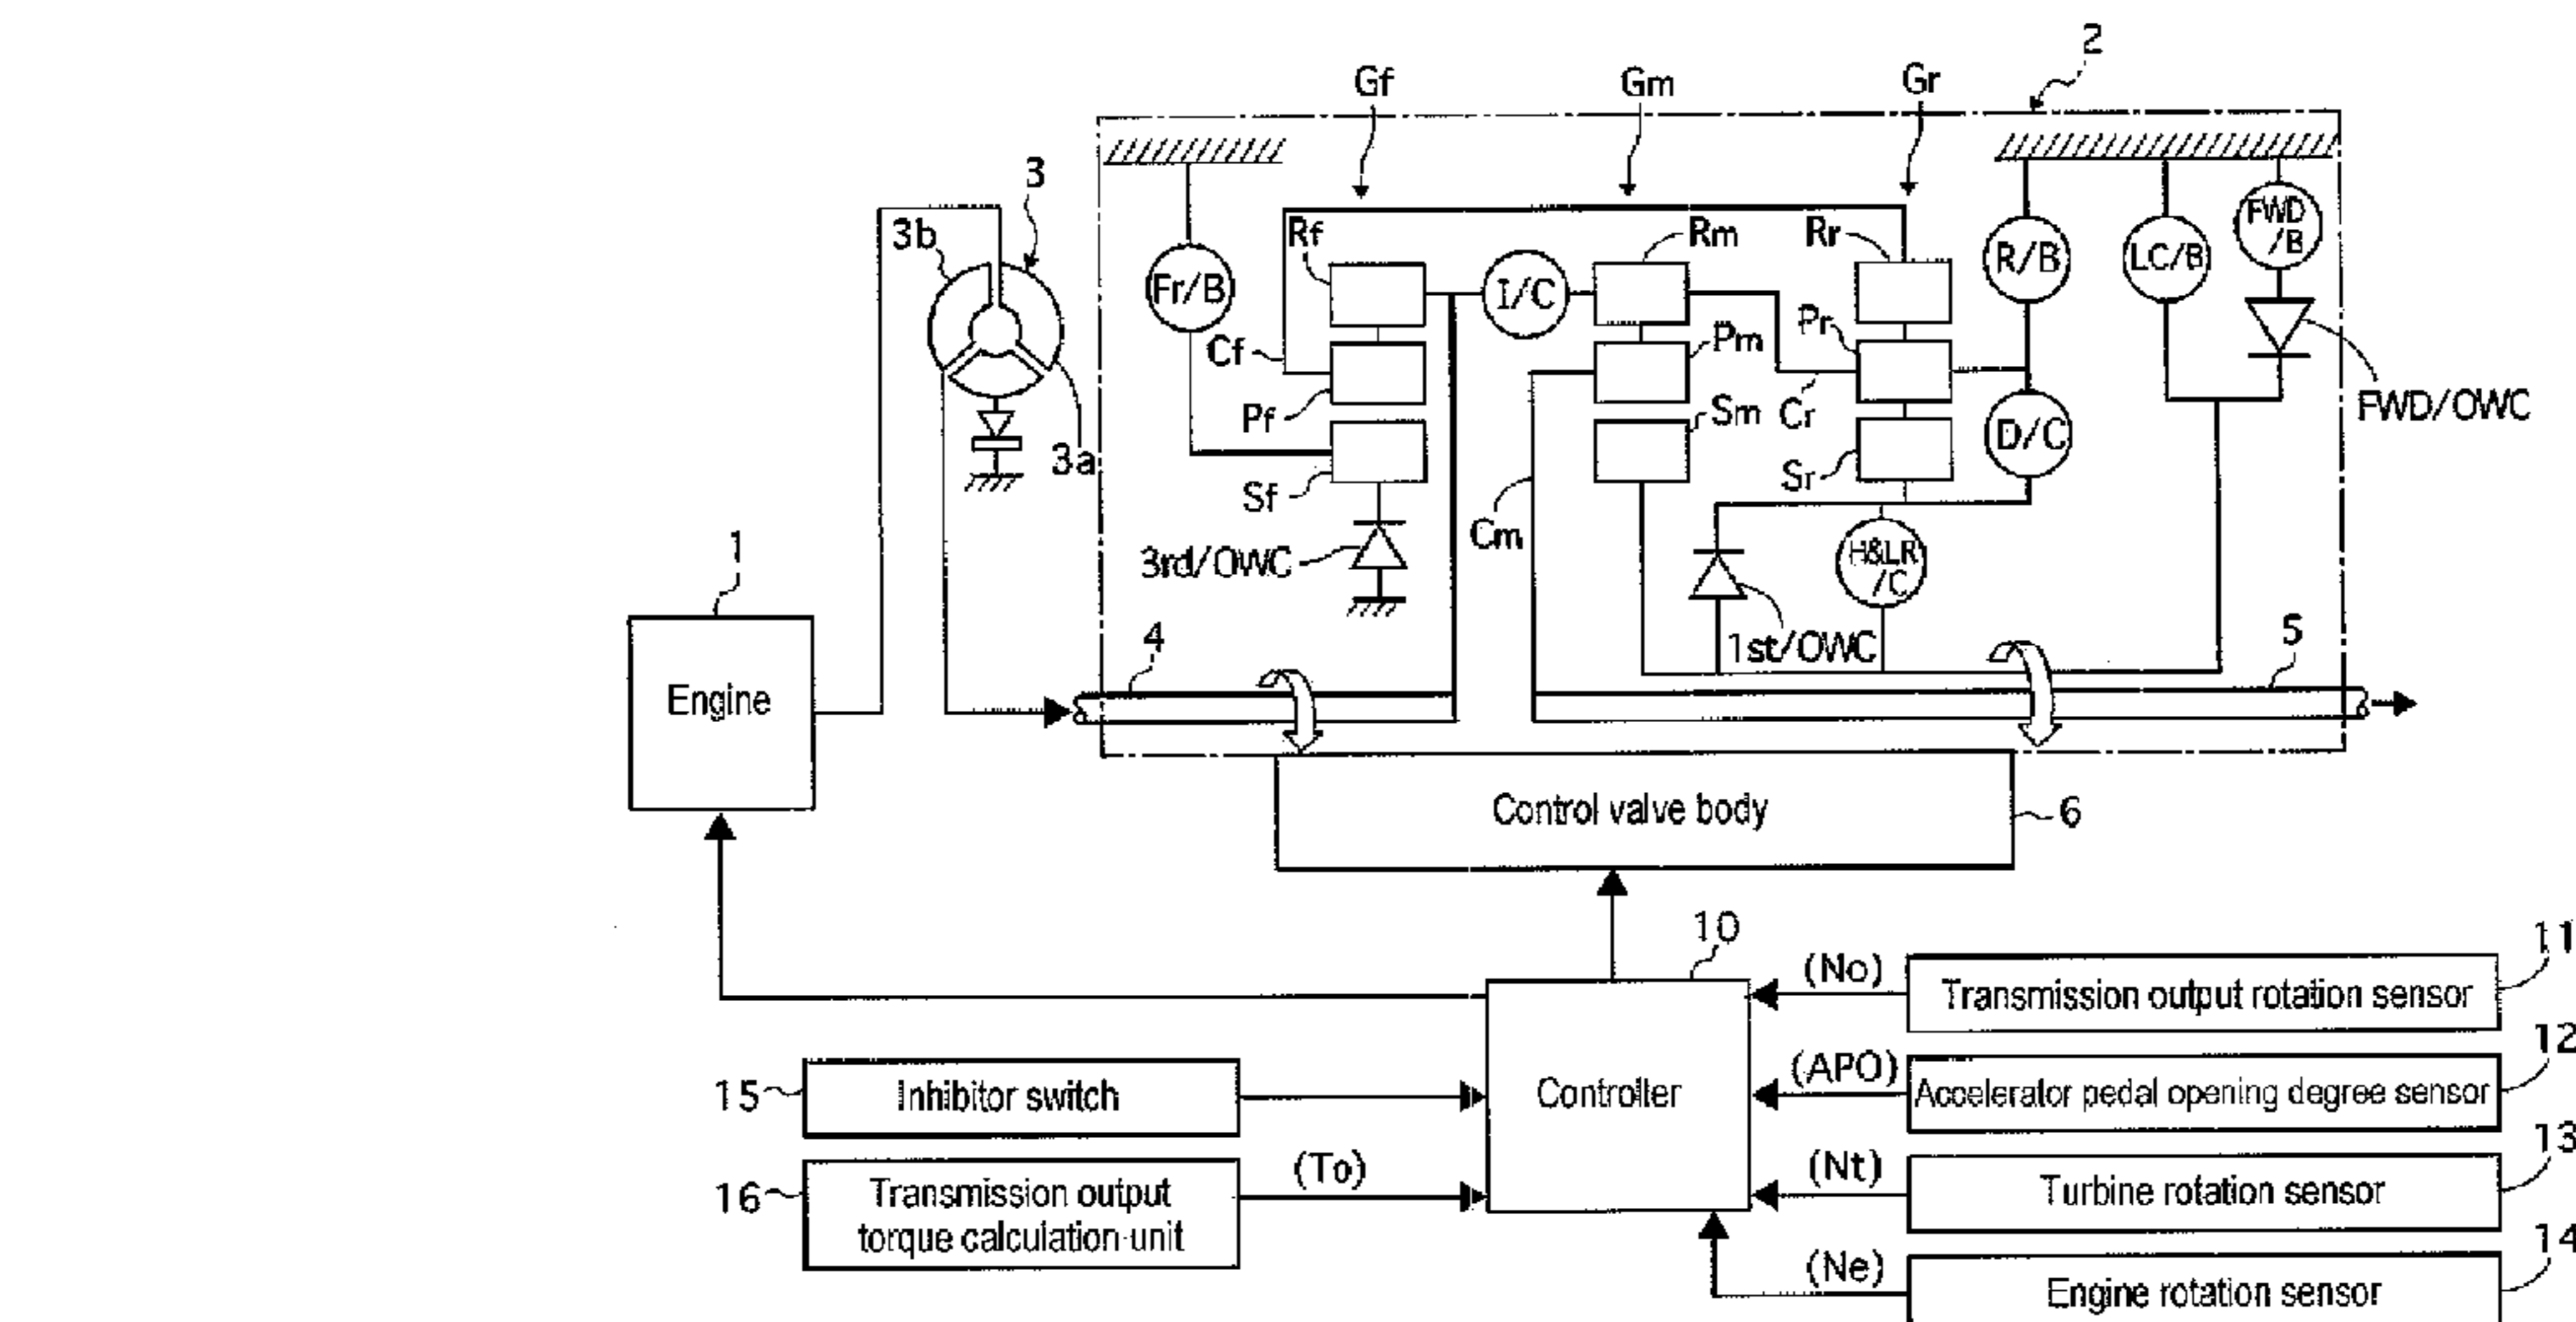 2
Gf
Gm
Gr
3
3b
3a
Rf
Rm
Rr
Fr/B
I/C
R/B
LC/B
FWD
/B
Cf
Pf
Pm
Pr
Sf
Sm
Cr
Sr
D/C
FWD/OWC
Cm
3rd/OWC
H&LR
/C
1st/OWC
1
Engine
4
5
Control valve body
6
10
Controller
(No)
Transmission output rotation sensor
11
(APO)
Accelerator pedal opening degree sensor
12
(Nt)
Turbine rotation sensor
13
(Ne)
Engine rotation sensor
14
15
Inhibitor switch
16
Transmission output
torque calculation unit
(To)